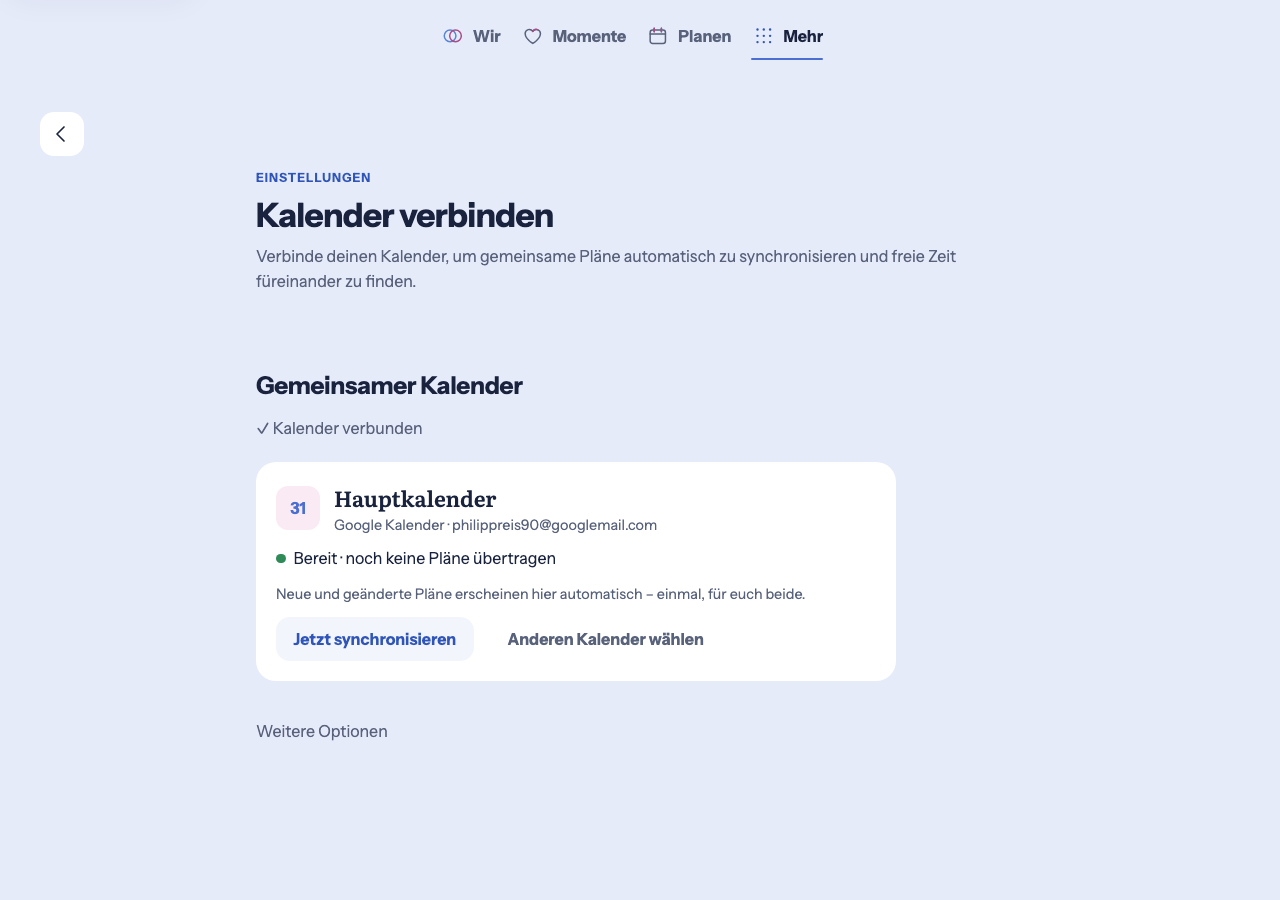 Wir
Momente
Planen
Mehr
EINSTELLUNGEN
Kalender verbinden
Verbinde deinen Kalender, um gemeinsame Pläne automatisch zu synchronisieren und freie Zeit
füreinander zu finden.
Gemeinsamer Kalender
✓ Kalender verbunden
31
Hauptkalender
Google Kalender · philippreis90@googlemail.com
Bereit · noch keine Pläne übertragen
Neue und geänderte Pläne erscheinen hier automatisch – einmal, für euch beide.
Jetzt synchronisieren
Anderen Kalender wählen
Weitere Optionen